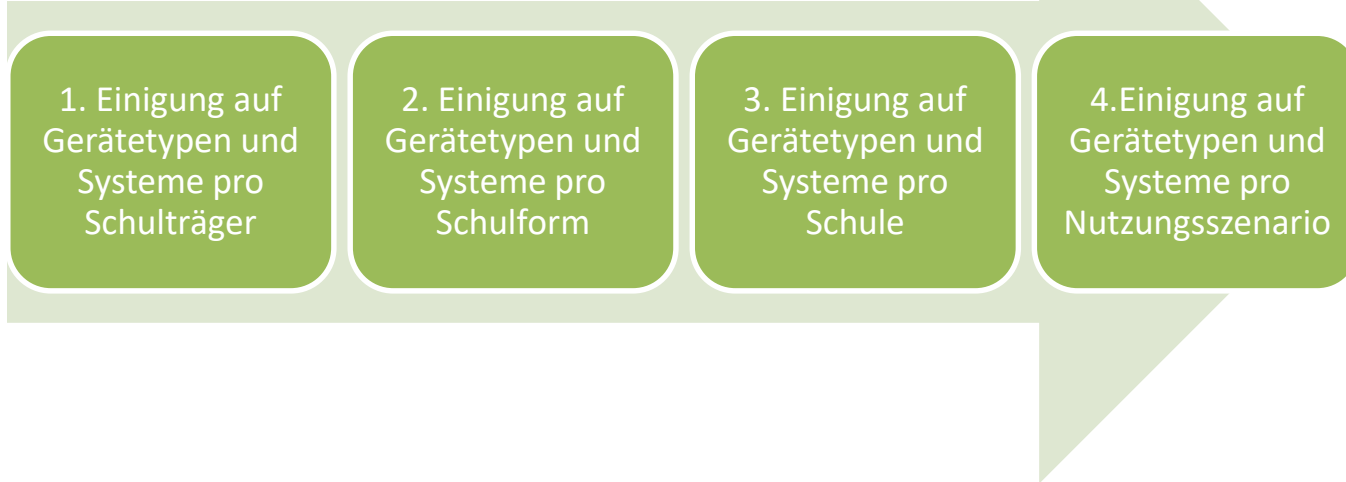 1. Einigung auf
Gerätetypen und
Systeme pro
Schulträger
2. Einigung auf
Gerätetypen und
Systeme pro
Schulform
3. Einigung auf
Gerätetypen und
Systeme pro
Schule
4.Einigung auf
Gerätetypen und
Systeme pro
Nutzungsszenario